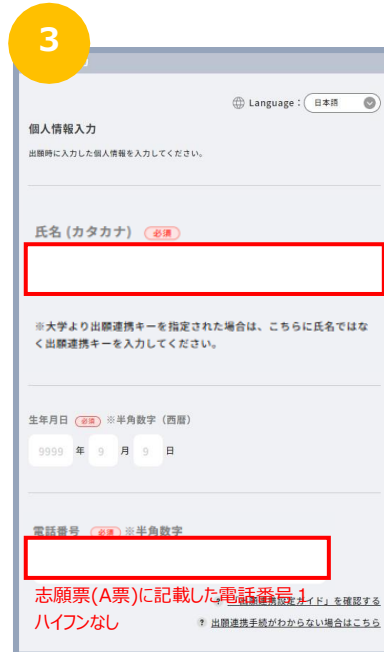 3
Language： 日本語
個人情報入力
出願時に入力した個人情報を入力してください。
氏名 (カタカナ) 必須
※大学より出願連携キーを指定された場合は、こちらに氏名ではな
く出願連携キーを入力してください。
生年月日 必須 ※半角数字（西暦）
9999 年 9 月 9 日
電話番号 必須 ※半角数字
志願票(A票)に記載した電話番号１
ハイフンなし
? 「出願連携設定ガイド」を確認する
? 出願連携手続がわからない場合はこちら